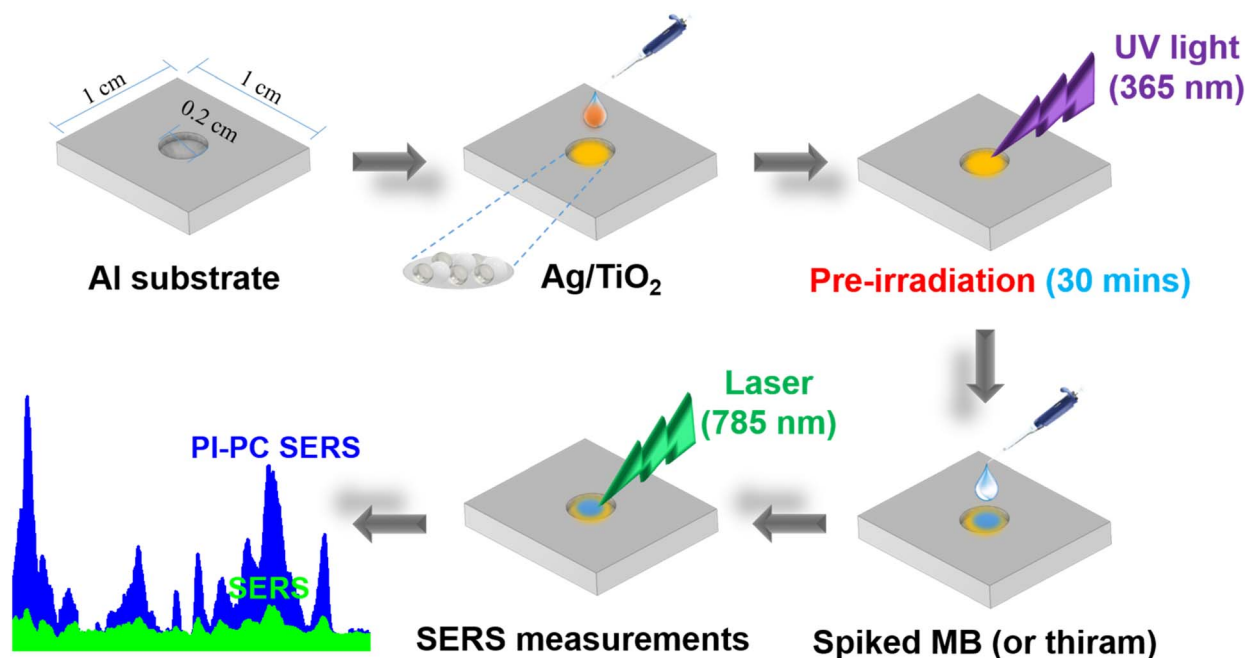 1 cm
1 cm
0.2 cm
Al substrate
Ag/TiO₂
UV light
(365 nm)
Pre-irradiation (30 mins)
Spiked MB (or thiram)
Laser
(785 nm)
SERS measurements
PI-PC SERS
SERS